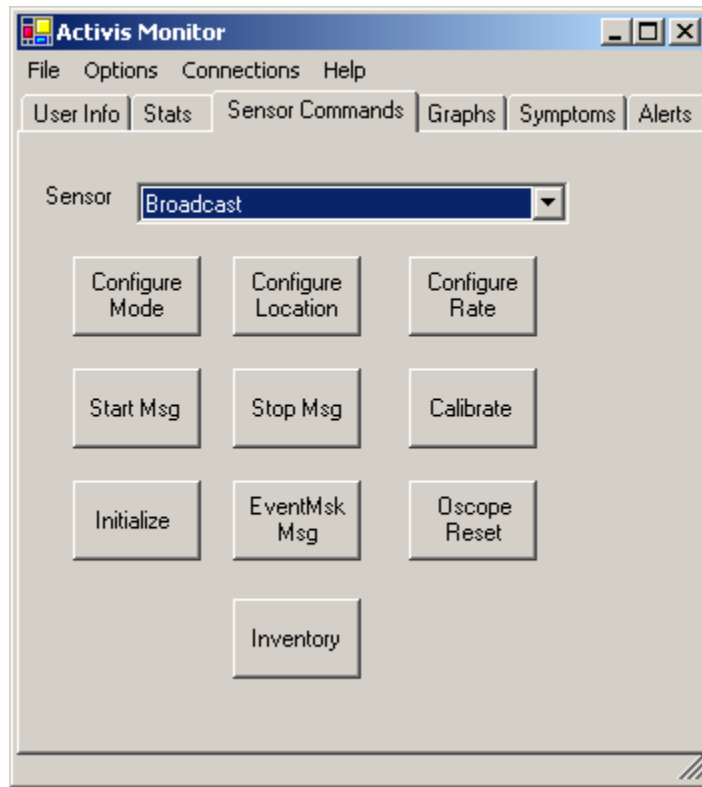 Activis Monitor
File Options Connections Help
User Info Stats Sensor Commands Graphs Symptoms Alerts
Sensor Broadcast
Configure Mode
Configure Location
Configure Rate
Start Msg
Stop Msg
Calibrate
Initialize
EventMsk Msg
Oscope Reset
Inventory